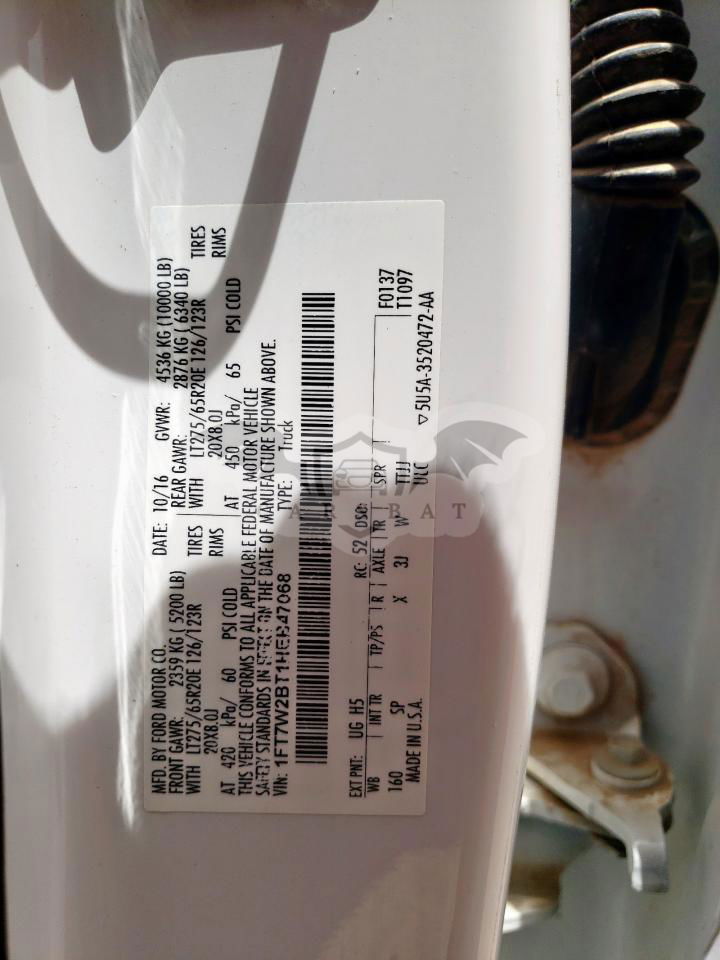 MFD. BY FORD MOTOR CO.
DATE: 10/16 GVWR: 4536 KG (10000 LB)
FRONT GAWR: 2359 KG ( 5200 LB) REAR GAWR: 2876 KG ( 6340 LB)
WITH LT275/65R20E 126/123R TIRES WITH LT275/65R20E 126/123R TIRES
20X8.0J RIMS 20X8.0J RIMS
AT 420 kPa/ 60 PSI COLD AT 450 kPa/ 65 PSI COLD
THIS VEHICLE CONFORMS TO ALL APPLICABLE FEDERAL MOTOR VEHICLE
SAFETY STANDARDS IN EFFECT ON THE DATE OF MANUFACTURE SHOWN ABOVE.
VIN: 1FT7W2BT1HEB47068 TYPE: Truck
F0137
EXT PNT: UG H5 RC: 52 DSO: T1097
WB INT TR TP/PS R AXLE TR SPR
160 SP X 3J W TIJJ
MADE IN U.S.A. ULC
▽5U5A-3520472-AA